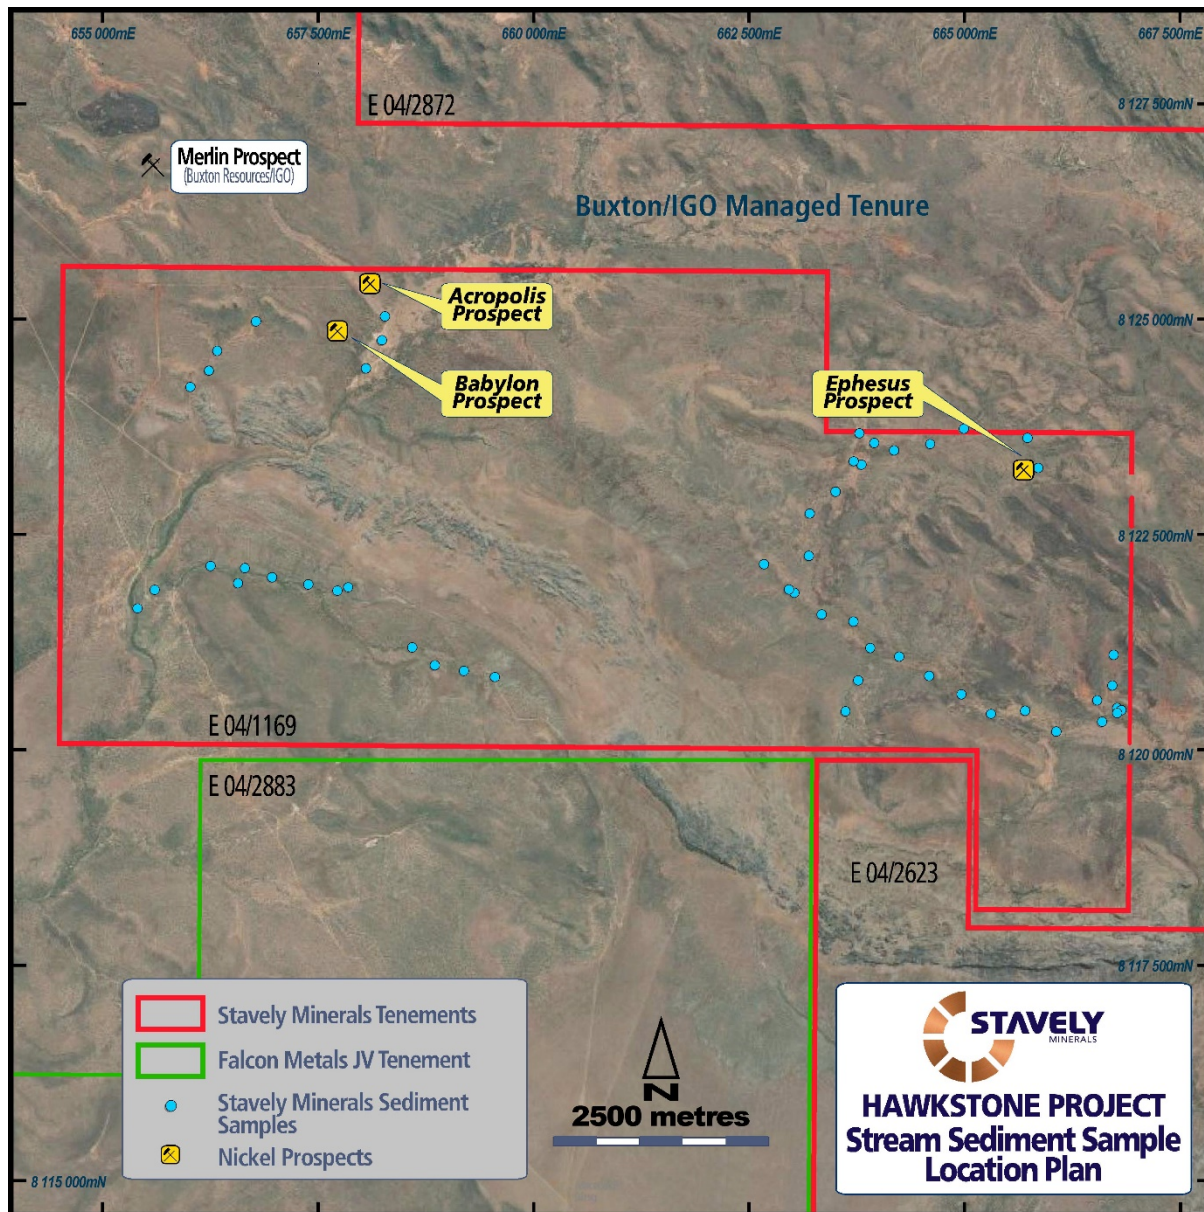 655 000mE
657 500mE
660 000mE
662 500mE
665 000mE
667 500mE
E 04/2872
8 127 500mN
Merlin Prospect
(Buxton Resources/IGO)
Buxton/IGO Managed Tenure
Acropolis
Prospect
8 125 000mN
Babylon
Prospect
Ephesus
Prospect
8 122 500mN
E 04/1169
8 120 000mN
E 04/2883
E 04/2623
8 117 500mN
Stavely Minerals Tenements
Falcon Metals JV Tenement
Stavely Minerals Sediment
Samples
Nickel Prospects
N
2500 metres
STAVELY
MINERALS
HAWKSTONE PROJECT
Stream Sediment Sample
Location Plan
8 115 000mN